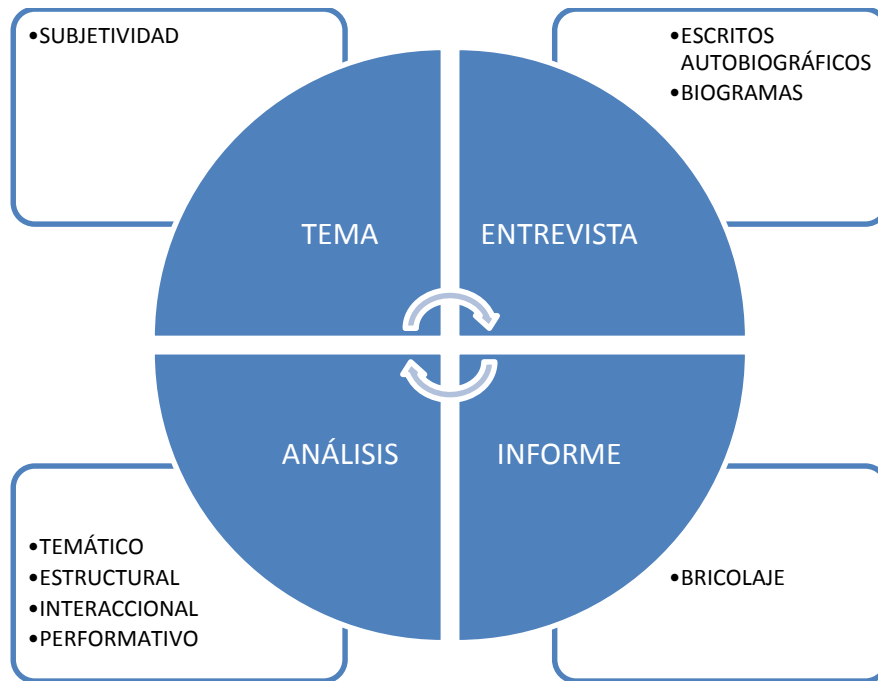 •SUBJETIVIDAD
•ESCRITOS
AUTOBIOGRÁFICOS
•BIOGRAMAS
TEMA
ENTREVISTA
ANÁLISIS
INFORME
•TEMÁTICO
•ESTRUCTURAL
•INTERACCIONAL
•PERFORMATIVO
•BRICOLAJE